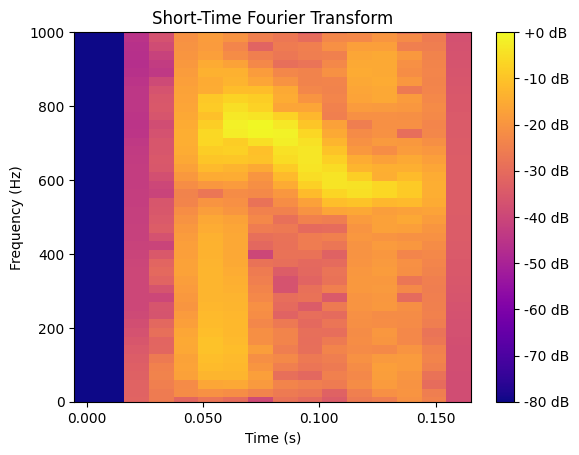 Short-Time Fourier Transform
Frequency (Hz)
1000
800
600
400
200
0
0.000
0.050
0.100
0.150
Time (s)
+0 dB
-10 dB
-20 dB
-30 dB
-40 dB
-50 dB
-60 dB
-70 dB
-80 dB